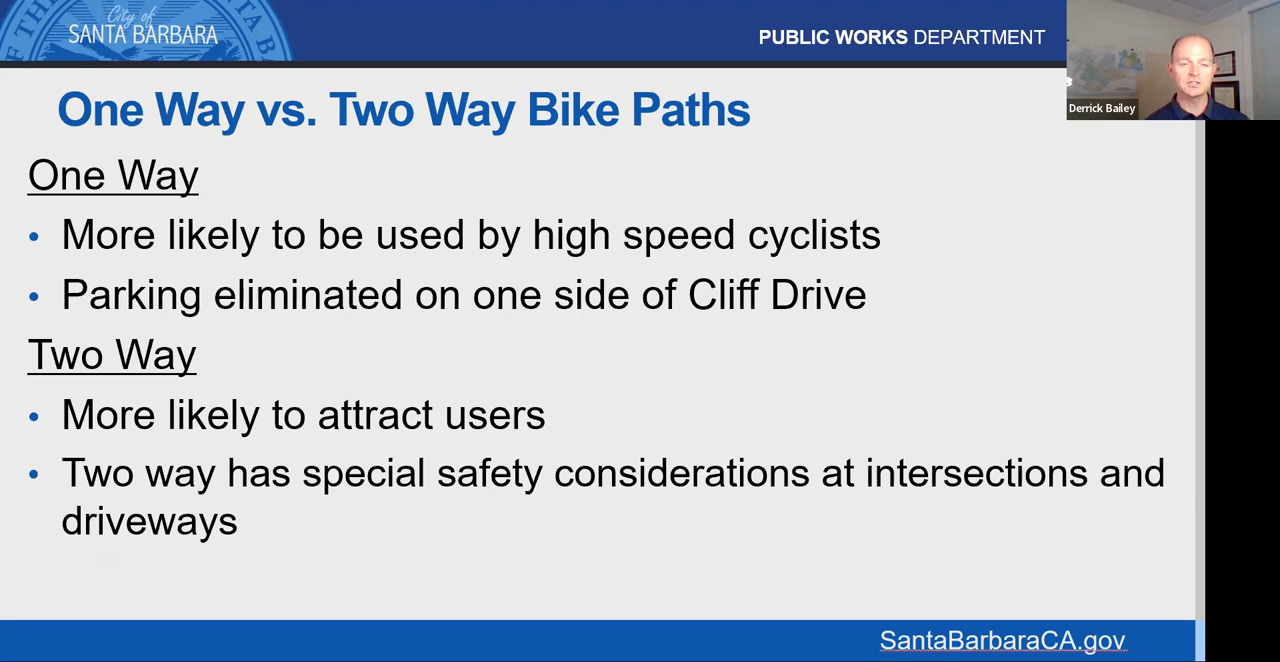 City of
SANTA BARBARA
PUBLIC WORKS DEPARTMENT
Derrick Bailey
One Way vs. Two Way Bike Paths
One Way
• More likely to be used by high speed cyclists
• Parking eliminated on one side of Cliff Drive
Two Way
• More likely to attract users
• Two way has special safety considerations at intersections and
driveways
SantaBarbaraCA.gov